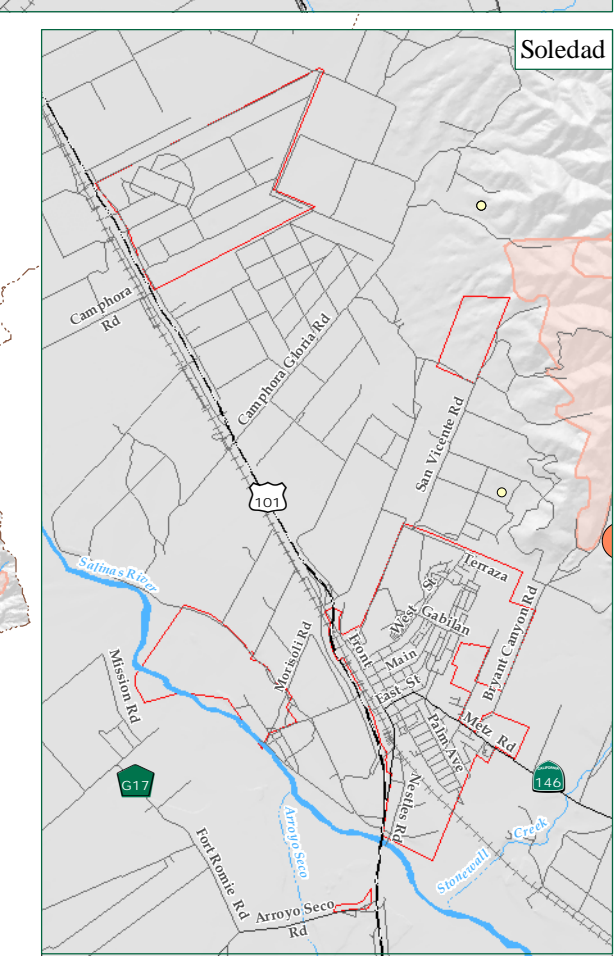 Soledad
Camphora
Rd
Camphora Gloria Rd
San Vicente Rd
101
Salinas River
Terraza
West St
Gabilan
Bryant Canyon Rd
Front
Main
East St
Morisoli Rd
Mission Rd
Metz Rd
Palm Ave
G17
CALIFORNIA
146
Nestles Rd
Arroyo Seco
Stonewall Creek
Fort Romie Rd
Arroyo Seco
Rd